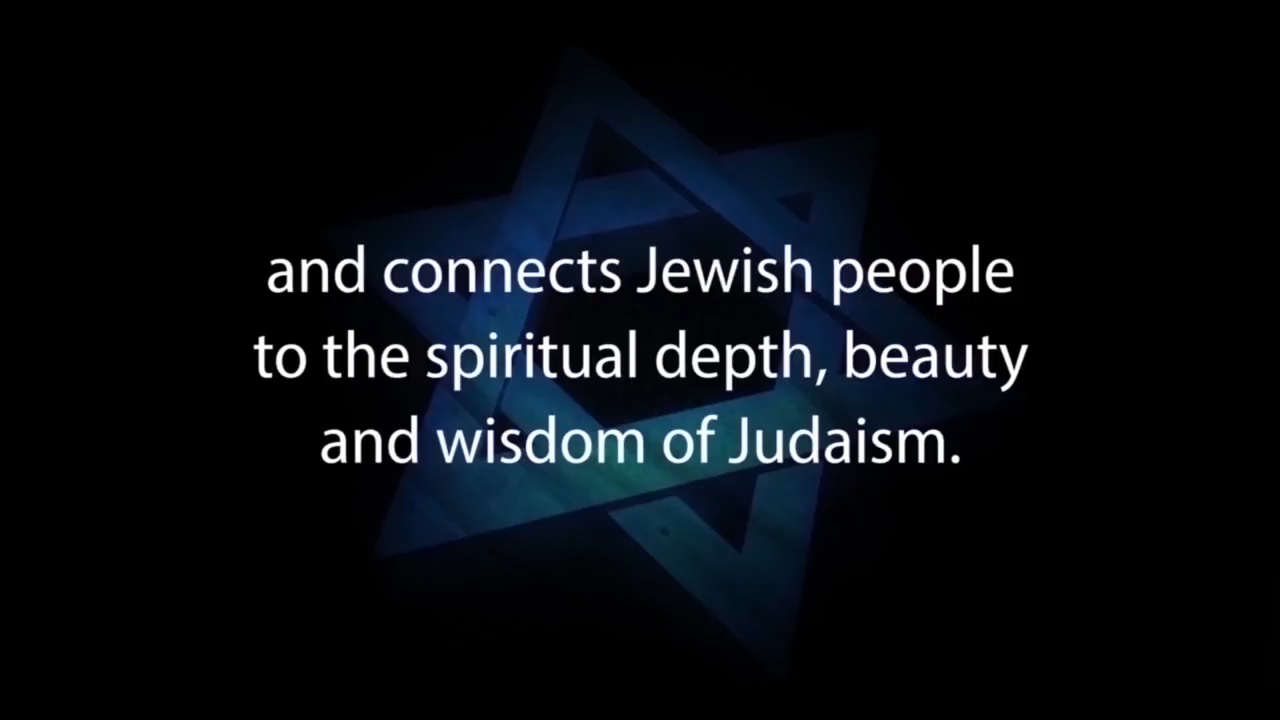 and connects Jewish people
to the spiritual depth, beauty
and wisdom of Judaism.